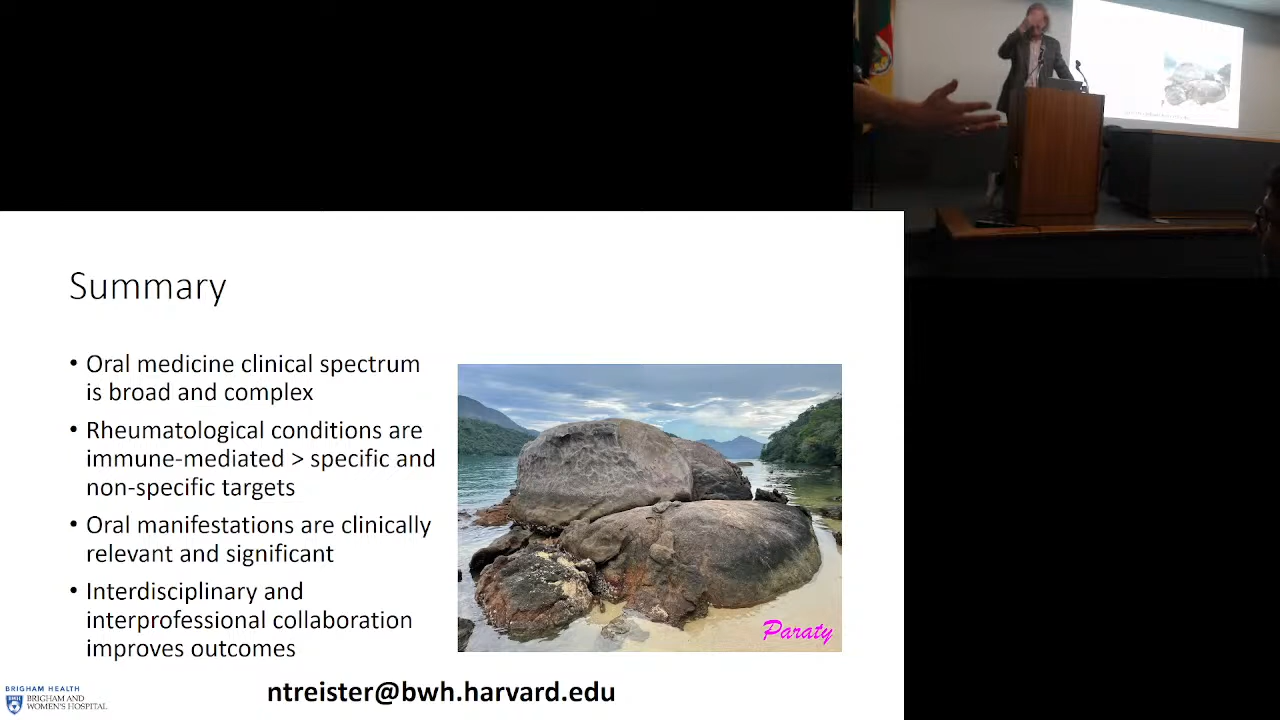 Summary
• Oral medicine clinical spectrum
is broad and complex
• Rheumatological conditions are
immune-mediated > specific and
non-specific targets
• Oral manifestations are clinically
relevant and significant
• Interdisciplinary and
interprofessional collaboration
improves outcomes
Paraty
BRIGHAM HEALTH
BRIGHAM AND
WOMEN'S HOSPITAL
ntreister@bwh.harvard.edu